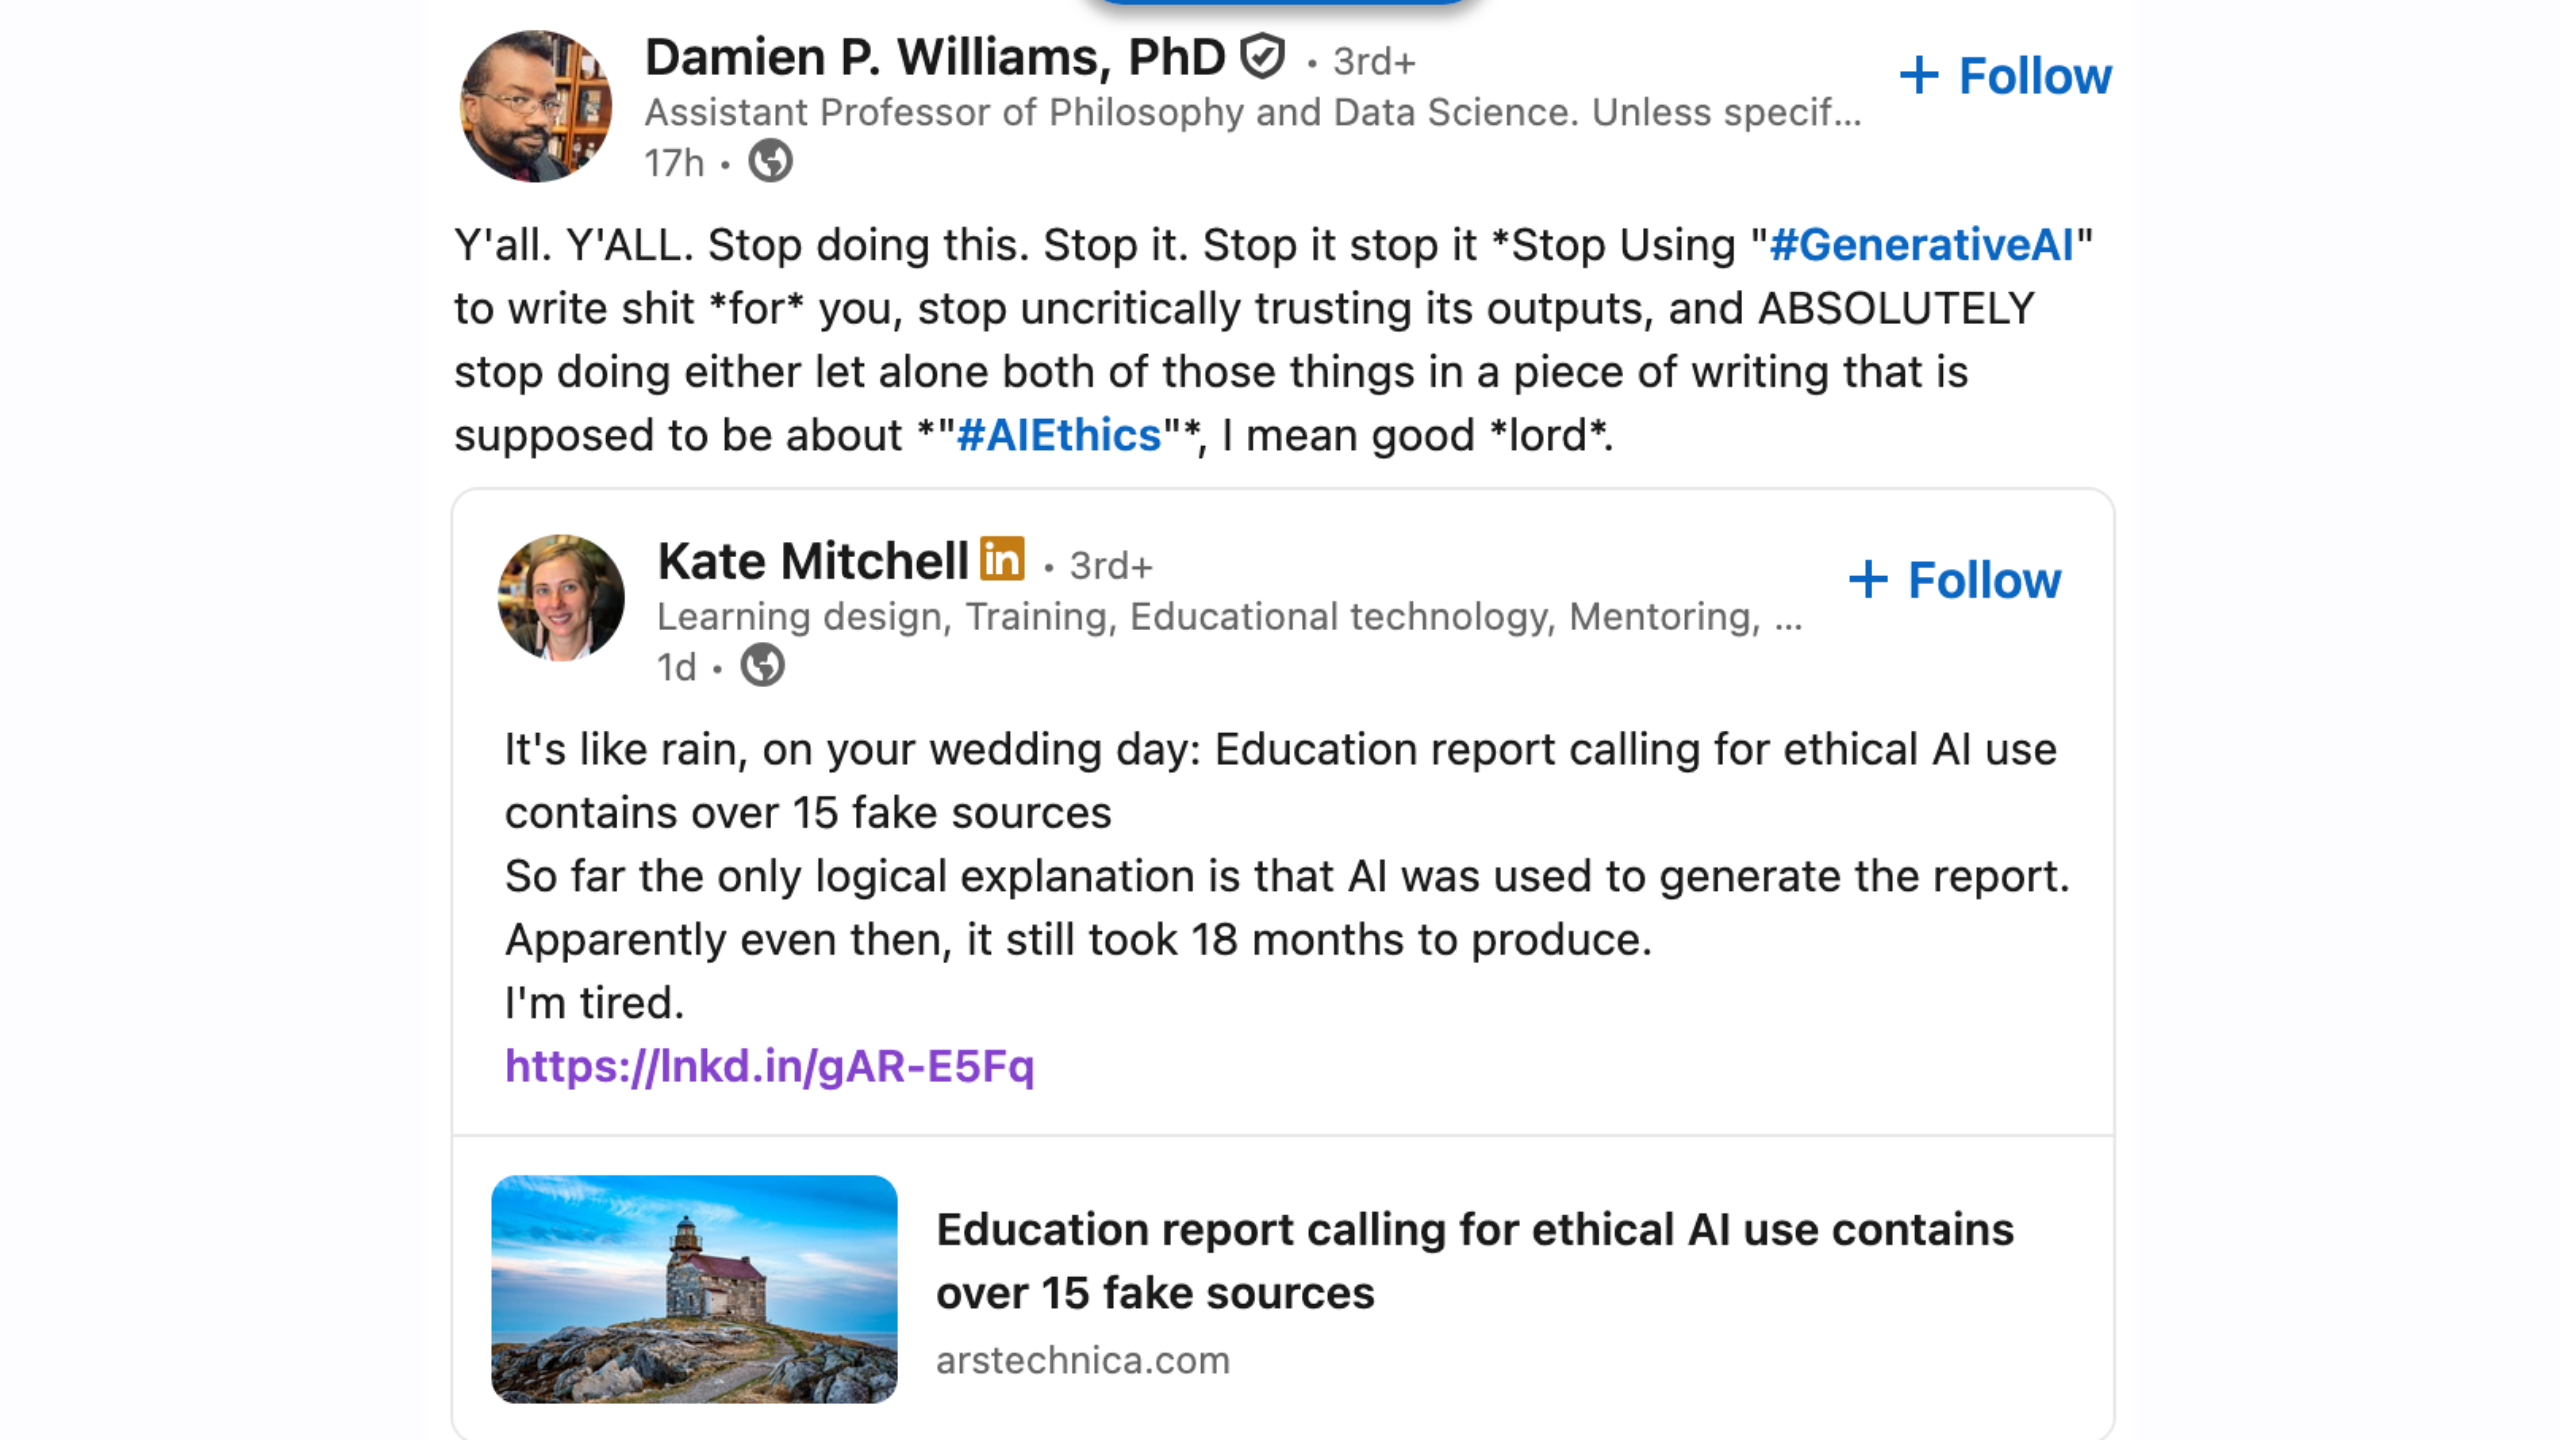 Damien P. Williams, PhD • 3rd+
+ Follow
Assistant Professor of Philosophy and Data Science. Unless specif...
17h •
Y'all. Y'ALL. Stop doing this. Stop it. Stop it stop it *Stop Using "#GenerativeAI"
to write shit *for* you, stop uncritically trusting its outputs, and ABSOLUTELY
stop doing either let alone both of those things in a piece of writing that is
supposed to be about *"#AIEthics"*, I mean good *lord*.
Kate Mitchell in • 3rd+
+ Follow
Learning design, Training, Educational technology, Mentoring, ...
1d •
It's like rain, on your wedding day: Education report calling for ethical AI use
contains over 15 fake sources
So far the only logical explanation is that AI was used to generate the report.
Apparently even then, it still took 18 months to produce.
I'm tired.
https://lnkd.in/gAR-E5Fq
Education report calling for ethical AI use contains
over 15 fake sources
arstechnica.com